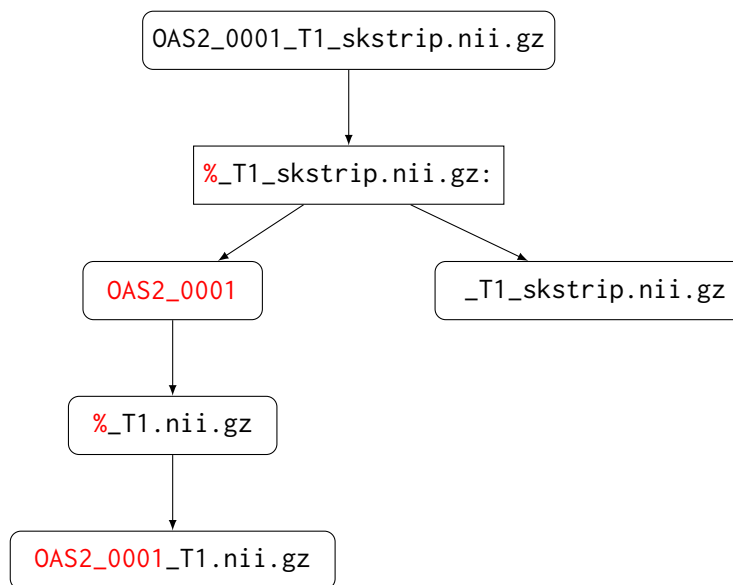 OAS2_0001_T1_skstrip.nii.gz
%_T1_skstrip.nii.gz:
OAS2_0001
_T1_skstrip.nii.gz
%_T1.nii.gz
OAS2_0001_T1.nii.gz